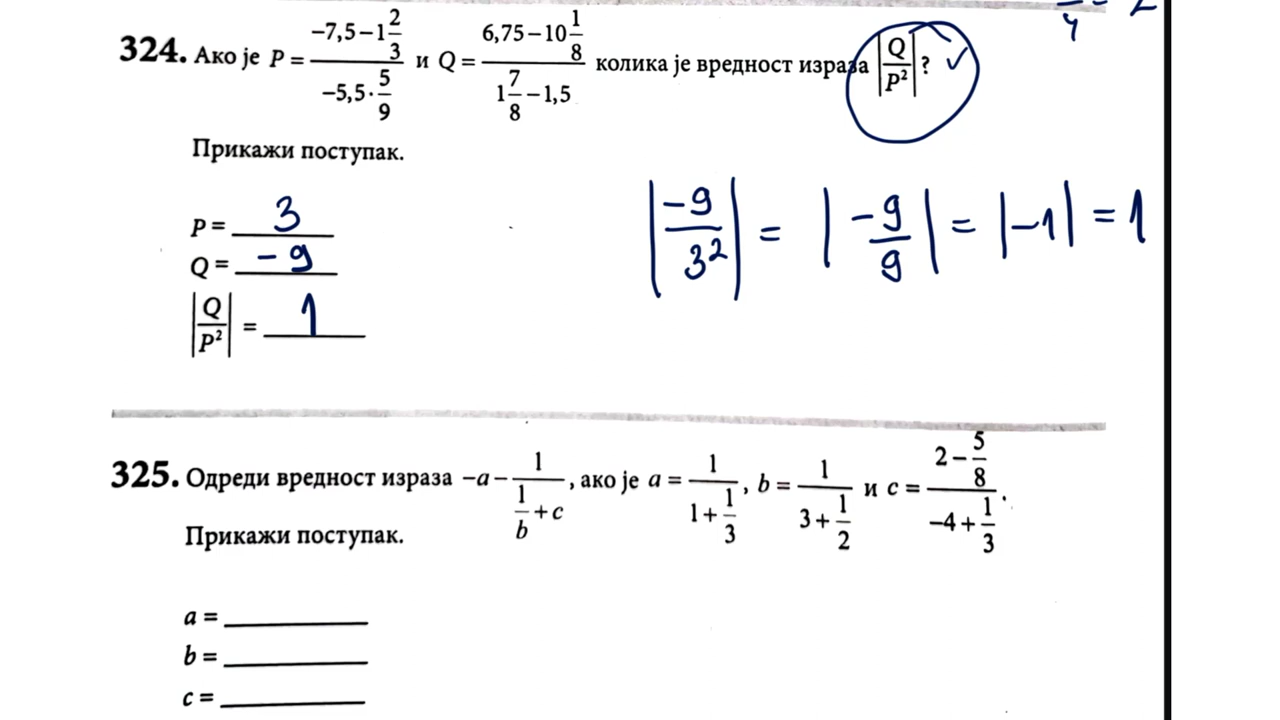 324. Ако је P = (−7,5 − 1 2/3)/(−5,5 · 5/9) и Q = (6,75 − 10 1/8)/(1 7/8 − 1,5) колика је вредност израза |Q/P²| ? ✓
Прикажи поступак.
P = 3
Q = −9
|Q/P²| = 1
|−9/3²| = |−9/9| = |−1| = 1
325. Одреди вредност израза −a − 1/(1/b + c), ако је a = 1/(1 + 1/3), b = 1/(3 + 1/2) и c = (2 − 5/8)/(−4 + 1/3).
Прикажи поступак.
a =
b =
c =